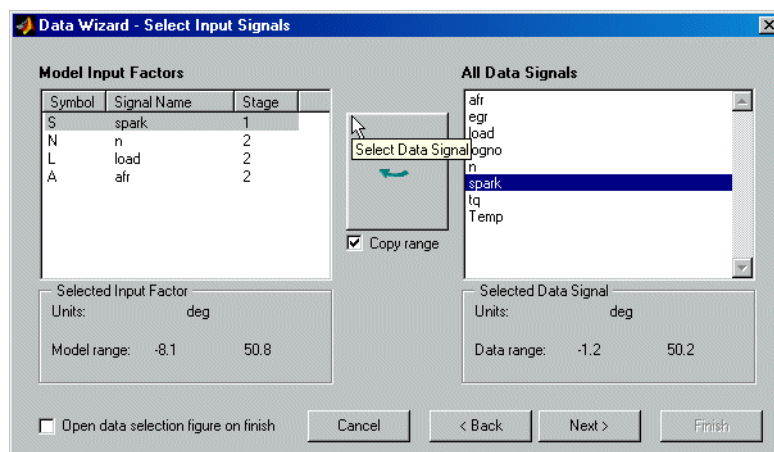 Data Wizard - Select Input Signals
Model Input Factors
Symbol Signal Name Stage
S spark 1
N n 2
L load 2
A afr 2
Select Data Signal
Copy range
All Data Signals
afr
egr
load
ogno
n
spark
tq
Temp
Selected Input Factor
Units: deg
Model range: -8.1 50.8
Selected Data Signal
Units: deg
Data range: -1.2 50.2
Open data selection figure on finish
Cancel
< Back
Next >
Finish